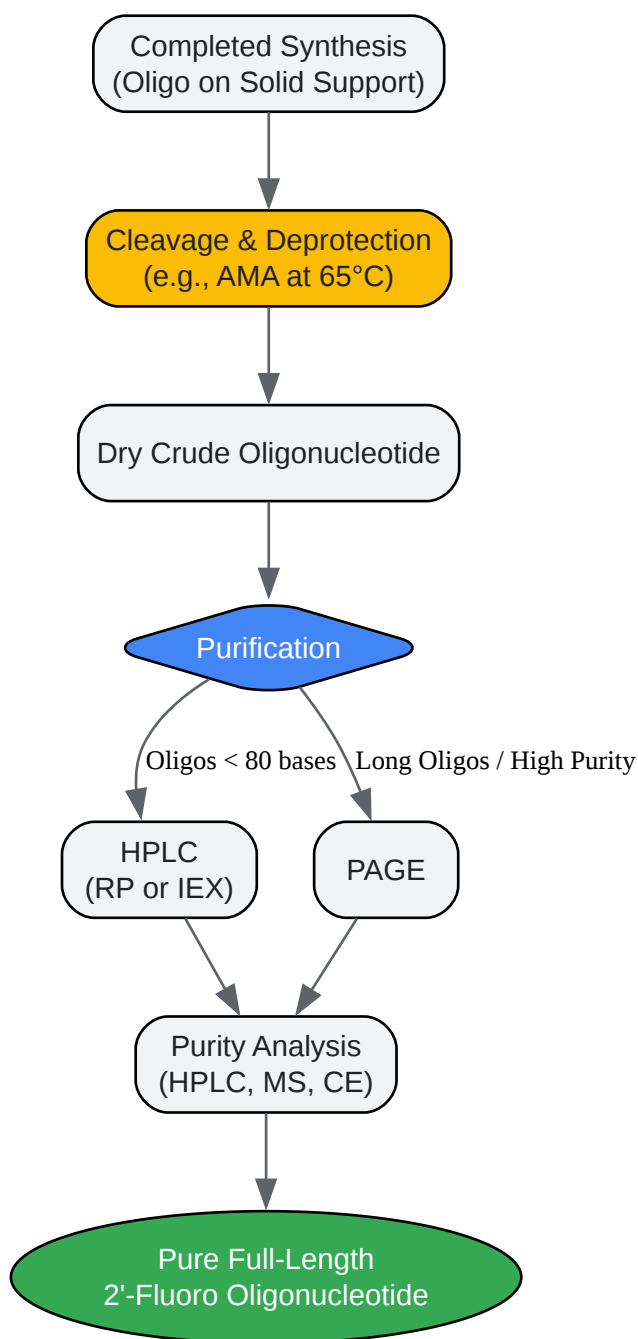 Completed Synthesis
(Oligo on Solid Support)
Cleavage & Deprotection
(e.g., AMA at 65°C)
Dry Crude Oligonucleotide
Purification
Oligos < 80 bases
Long Oligos / High Purity
HPLC
(RP or IEX)
PAGE
Purity Analysis
(HPLC, MS, CE)
Pure Full-Length
2'-Fluoro Oligonucleotide